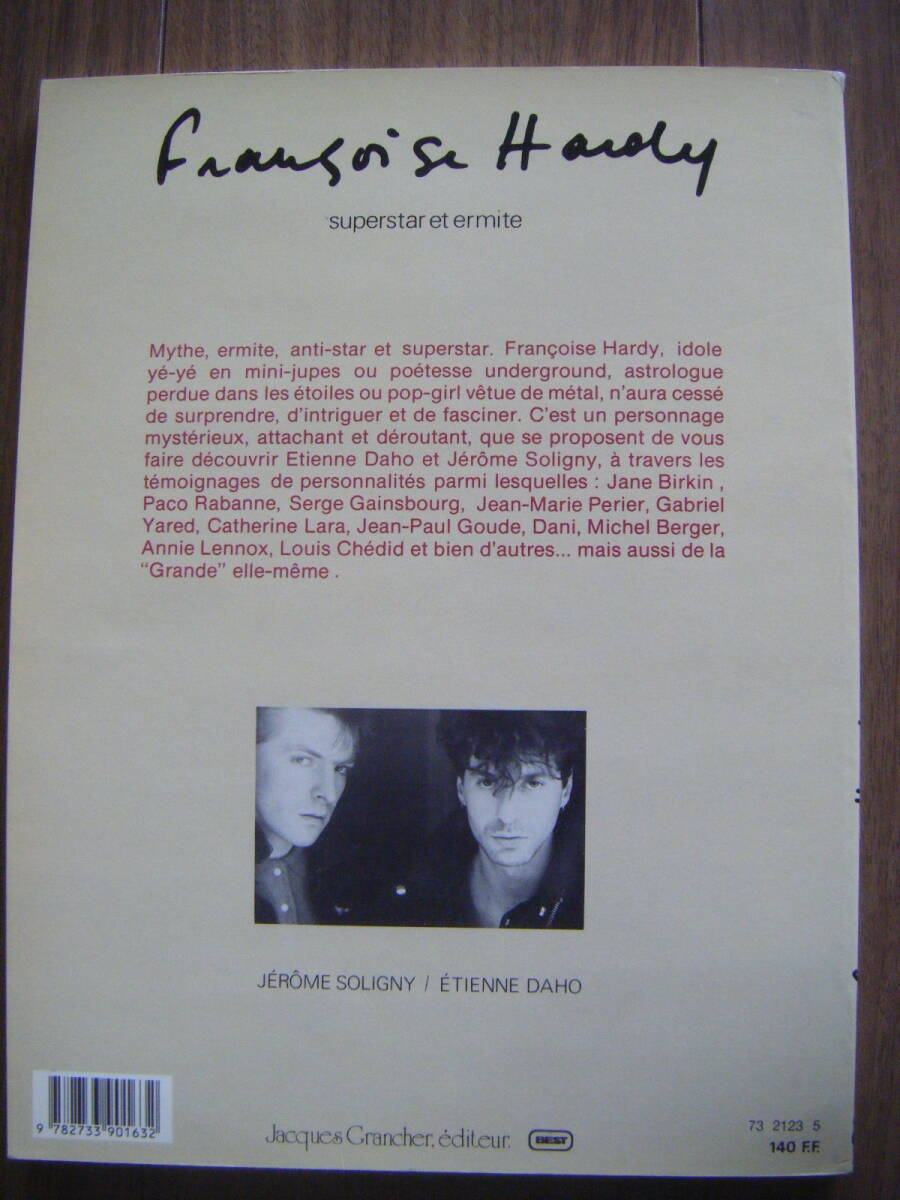 Françoise Hardy
superstar et ermite
Mythe, ermite, anti-star et superstar. Françoise Hardy, idole
yé-yé en mini-jupes ou poétesse underground, astrologue
perdue dans les étoiles ou pop-girl vêtue de métal, n'aura cessé
de surprendre, d'intriguer et de fasciner. C'est un personnage
mystérieux, attachant et déroutant, que se proposent de vous
faire découvrir Etienne Daho et Jérôme Soligny, à travers les
témoignages de personnalités parmi lesquelles : Jane Birkin ,
Paco Rabanne, Serge Gainsbourg, Jean-Marie Perier, Gabriel
Yared, Catherine Lara, Jean-Paul Goude, Dani, Michel Berger,
Annie Lennox, Louis Chédid et bien d'autres... mais aussi de la
“Grande” elle-même .
JÉRÔME SOLIGNY / ÉTIENNE DAHO
9 782733 901632
Jacques Grancher, éditeur. BEST
73 2123 5
140 F.F.